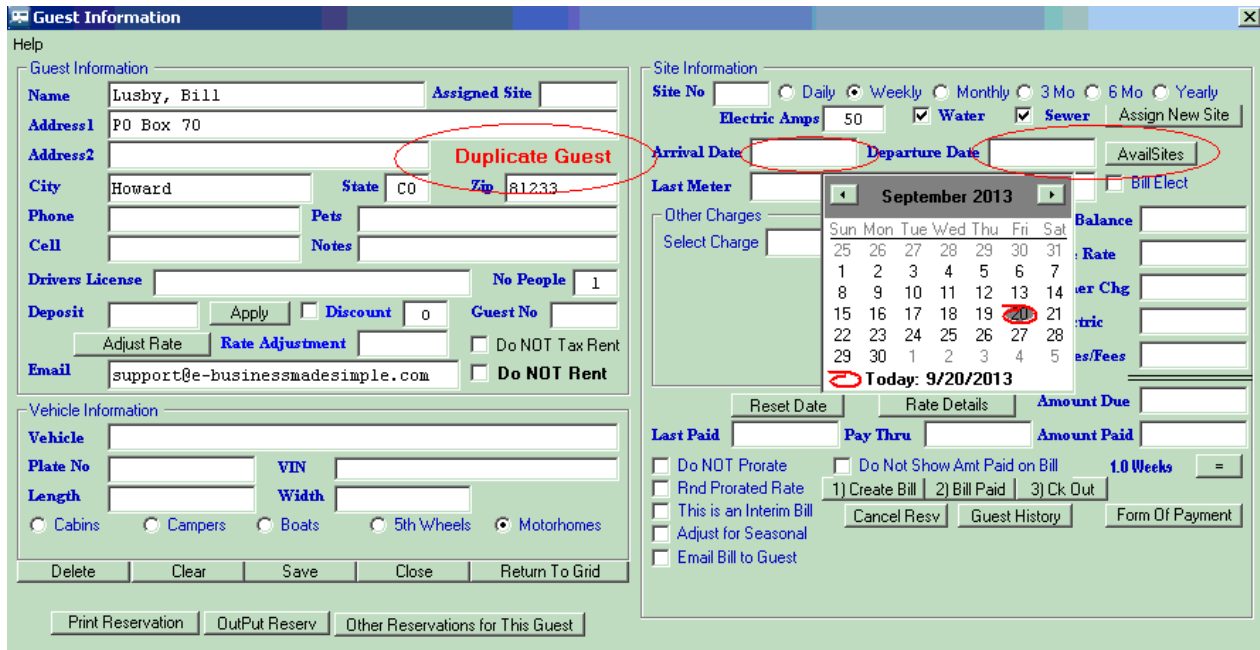 Guest Information
Help
Guest Information
Name Lusby, Bill Assigned Site
Address1 PO Box 70
Address2 Duplicate Guest
City Howard State CO Zip 81233
Phone Pets
Cell Notes
Drivers License No People 1
Deposit Apply Discount 0 Guest No
Adjust Rate Rate Adjustment Do NOT Tax Rent
Email support@e-businessmadesimple.com Do NOT Rent
Vehicle Information
Vehicle
Plate No VIN
Length Width
Cabins Campers Boats 5th Wheels Motorhomes
Delete Clear Save Close Return To Grid
Print Reservation OutPut Reserv Other Reservations for This Guest
Site Information
Site No Daily Weekly Monthly 3 Mo 6 Mo Yearly
Electric Amps 50 Water Sewer Assign New Site
Arrival Date Departure Date AvailSites
Last Meter Bill Elect
Other Charges
Select Charge
September 2013
Sun Mon Tue Wed Thu Fri Sat
25 26 27 28 29 30 31
1 2 3 4 5 6 7
8 9 10 11 12 13 14
15 16 17 18 19 20 21
22 23 24 25 26 27 28
29 30 1 2 3 4 5
Today: 9/20/2013
Balance
Rate
er Chg
tric
es/Fees
Reset Date Rate Details Amount Due
Last Paid Pay Thru Amount Paid
Do NOT Prorate Do Not Show Amt Paid on Bill 1.0 Weeks =
Rnd Prorated Rate 1) Create Bill 2) Bill Paid 3) Ck Out
This is an Interim Bill Cancel Resv Guest History Form Of Payment
Adjust for Seasonal
Email Bill to Guest